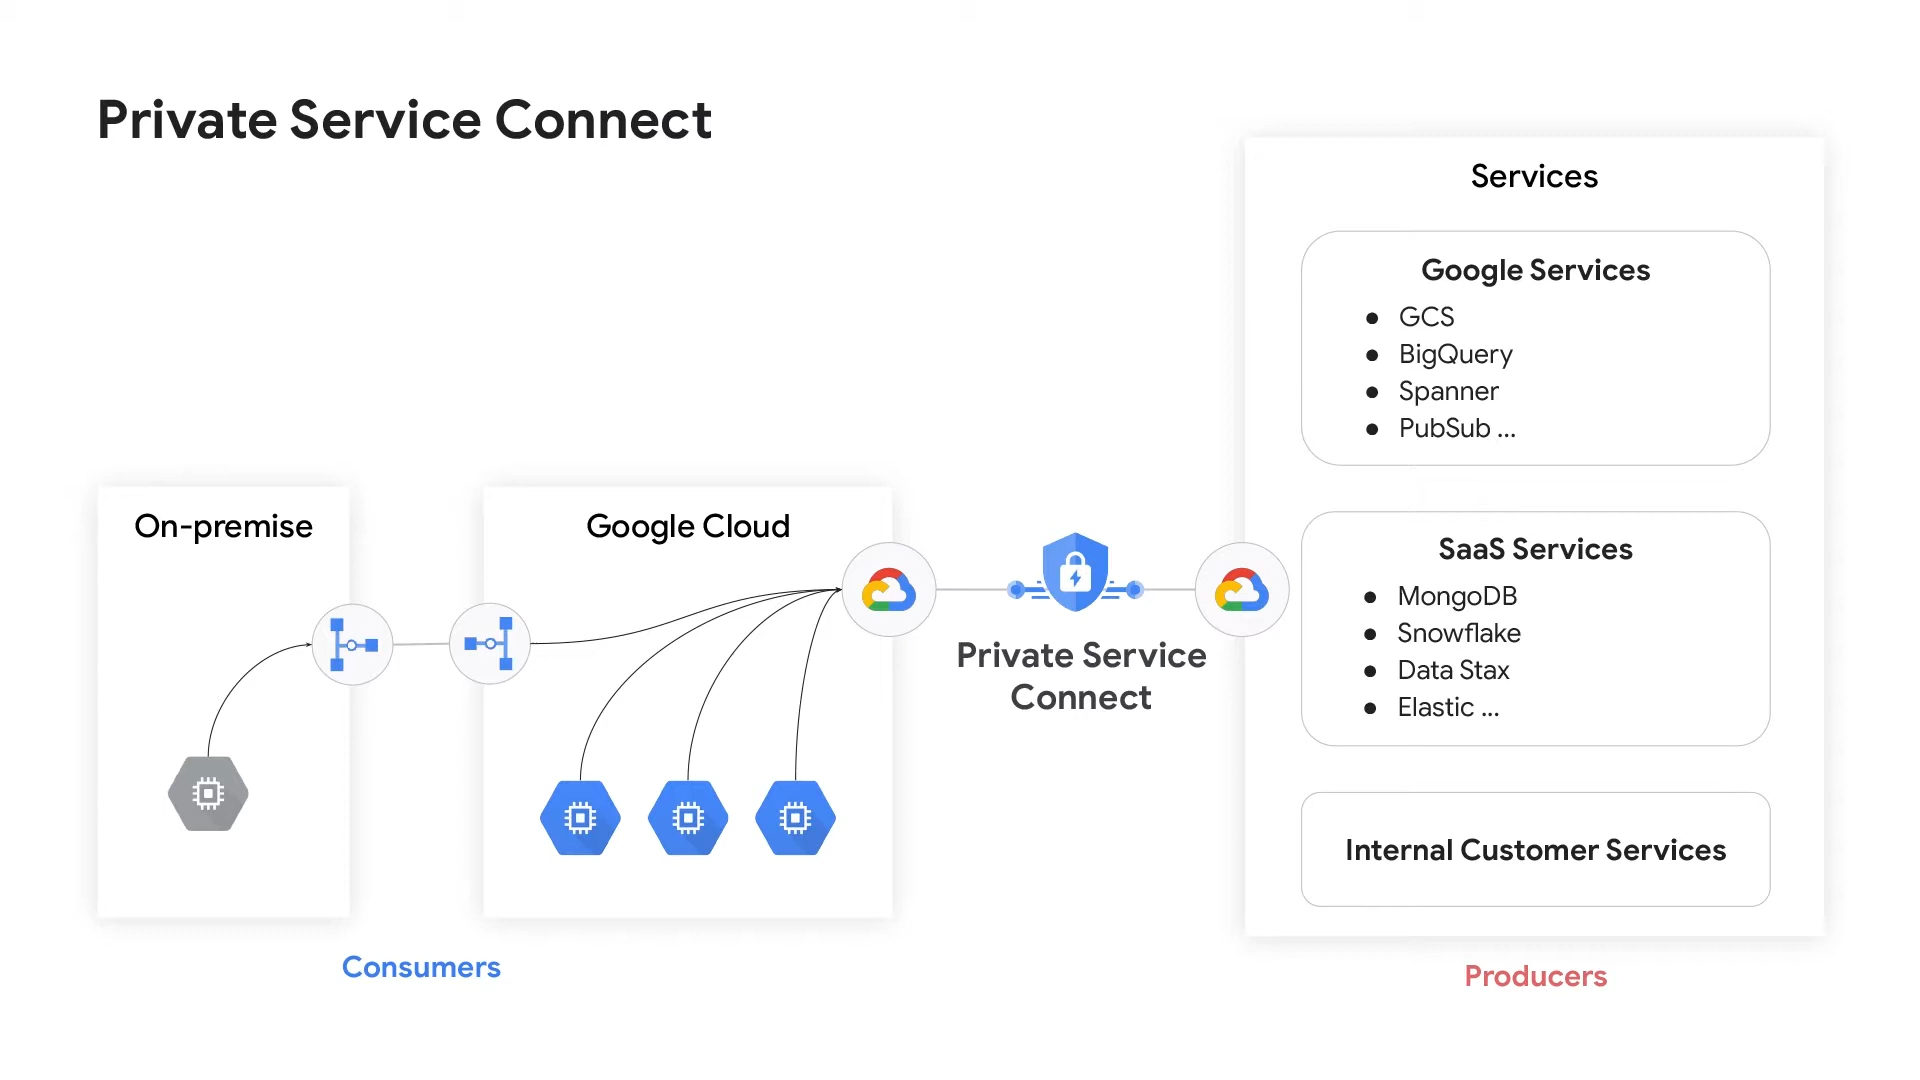 Private Service Connect
Services
Google Services
● GCS
● BigQuery
● Spanner
● PubSub ...
On-premise
Google Cloud
SaaS Services
● MongoDB
● Snowflake
● Data Stax
● Elastic ...
Private Service
Connect
Internal Customer Services
Consumers
Producers